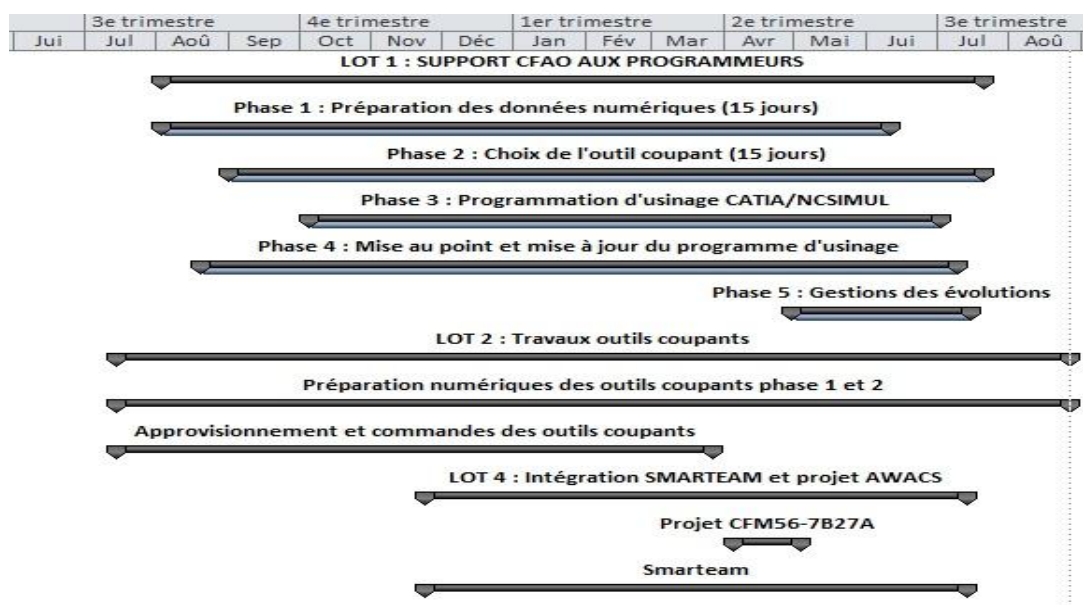 3e trimestre 4e trimestre 1er trimestre 2e trimestre 3e trimestre
Jui Jul Aoû Sep Oct Nov Déc Jan Fév Mar Avr Mai Jui Jul Aoû
LOT 1 : SUPPORT CFAO AUX PROGRAMMEURS
Phase 1 : Préparation des données numériques (15 jours)
Phase 2 : Choix de l'outil coupant (15 jours)
Phase 3 : Programmation d'usinage CATIA/NCSIMUL
Phase 4 : Mise au point et mise à jour du programme d'usinage
Phase 5 : Gestions des évolutions
LOT 2 : Travaux outils coupants
Préparation numériques des outils coupants phase 1 et 2
Approvisionnement et commandes des outils coupants
LOT 4 : Intégration SMARTEAM et projet AWACS
Projet CFM56-7B27A
Smarteam